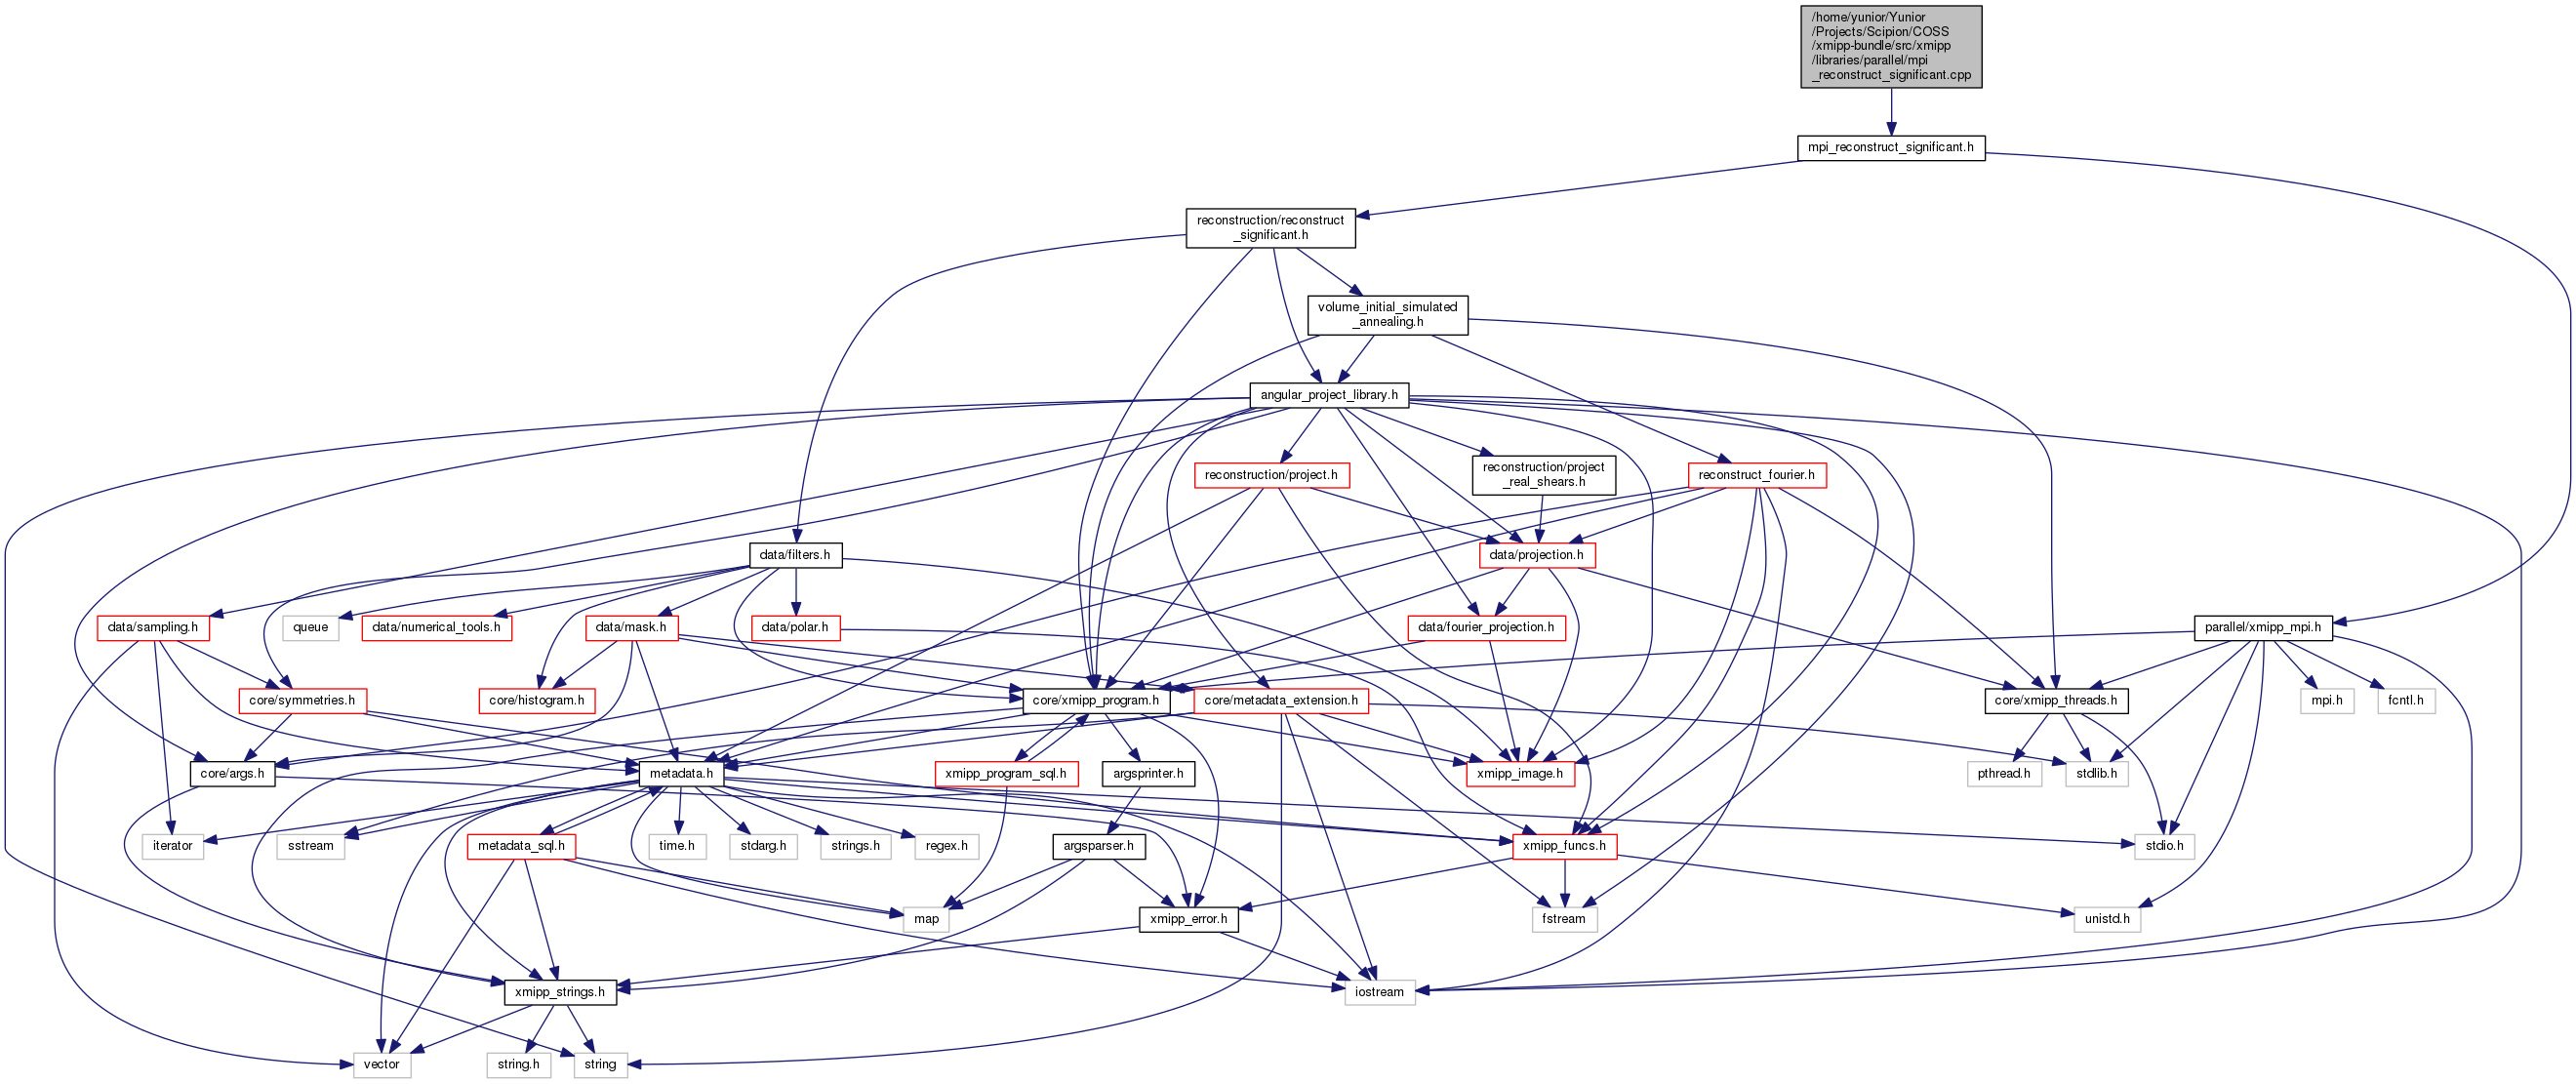 /home/yunior/Yunior
/Projects/Scipion/COSS
/xmipp-bundle/src/xmipp
/libraries/parallel/mpi
_reconstruct_significant.cpp
mpi_reconstruct_significant.h
reconstruction/reconstruct
_significant.h
volume_initial_simulated
_annealing.h
angular_project_library.h
reconstruction/project.h
reconstruction/project
_real_shears.h
reconstruct_fourier.h
data/filters.h
data/projection.h
data/sampling.h
queue
data/numerical_tools.h
data/mask.h
data/polar.h
data/fourier_projection.h
parallel/xmipp_mpi.h
core/symmetries.h
core/histogram.h
core/xmipp_program.h
core/metadata_extension.h
core/xmipp_threads.h
mpi.h
fcntl.h
core/args.h
metadata.h
xmipp_program_sql.h
argsprinter.h
xmipp_image.h
pthread.h
stdlib.h
iterator
sstream
metadata_sql.h
time.h
stdarg.h
strings.h
regex.h
argsparser.h
xmipp_funcs.h
stdio.h
map
xmipp_error.h
fstream
unistd.h
xmipp_strings.h
iostream
vector
string.h
string